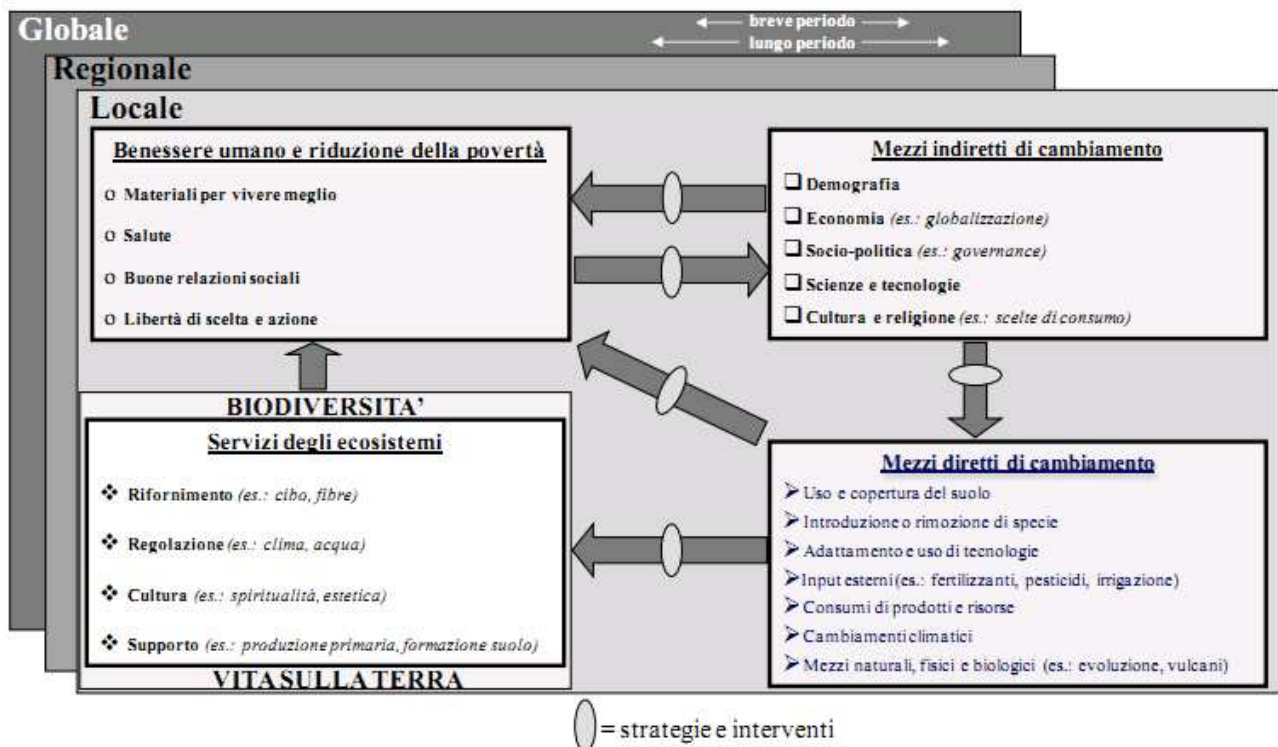 Globale
breve periodo
lungo periodo
Regionale
Locale
Benessere umano e riduzione della povertà
o Materiali per vivere meglio
o Salute
o Buone relazioni sociali
o Libertà di scelta e azione
Mezzi indiretti di cambiamento
❑ Demografia
❑ Economia (es.: globalizzazione)
❑ Socio-politica (es.: governance)
❑ Scienze e tecnologie
❑ Cultura e religione (es.: scelte di consumo)
BIODIVERSITA’
Servizi degli ecosistemi
❖ Rifornimento (es.: cibo, fibre)
❖ Regolazione (es.: clima, acqua)
❖ Cultura (es.: spiritualità, estetica)
❖ Supporto (es.: produzione primaria, formazione suolo)
VITA SULLA TERRA
Mezzi diretti di cambiamento
➢ Uso e copertura del suolo
➢ Introduzione o rimozione di specie
➢ Adattamento e uso di tecnologie
➢ Input esterni (es.: fertilizzanti, pesticidi, irrigazione)
➢ Consumi di prodotti e risorse
➢ Cambiamenti climatici
➢ Mezzi naturali, fisici e biologici (es.: evoluzione, vulcani)
= strategie e interventi